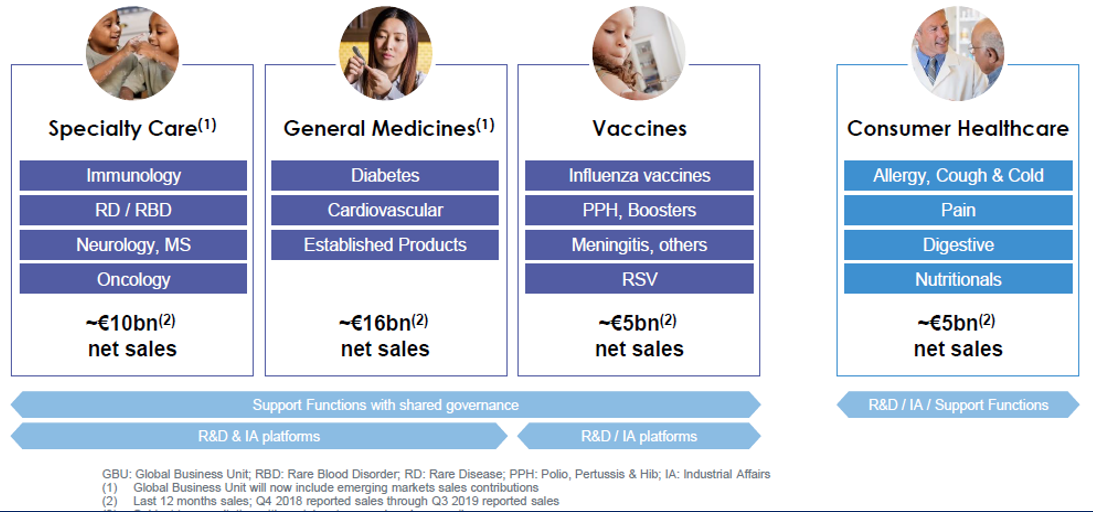 Specialty Care(1)
General Medicines(1)
Vaccines
Consumer Healthcare
Immunology
RD / RBD
Neurology, MS
Oncology
~€10bn(2)
net sales
Diabetes
Cardiovascular
Established Products
~€16bn(2)
net sales
Influenza vaccines
PPH, Boosters
Meningitis, others
RSV
~€5bn(2)
net sales
Allergy, Cough & Cold
Pain
Digestive
Nutritionals
~€5bn(2)
net sales
Support Functions with shared governance
R&D / IA / Support Functions
R&D & IA platforms
R&D / IA platforms
GBU: Global Business Unit; RBD: Rare Blood Disorder; RD: Rare Disease; PPH: Polio, Pertussis & Hib; IA: Industrial Affairs
(1) Global Business Unit will now include emerging markets sales contributions
(2) Last 12 months sales; Q4 2018 reported sales through Q3 2019 reported sales